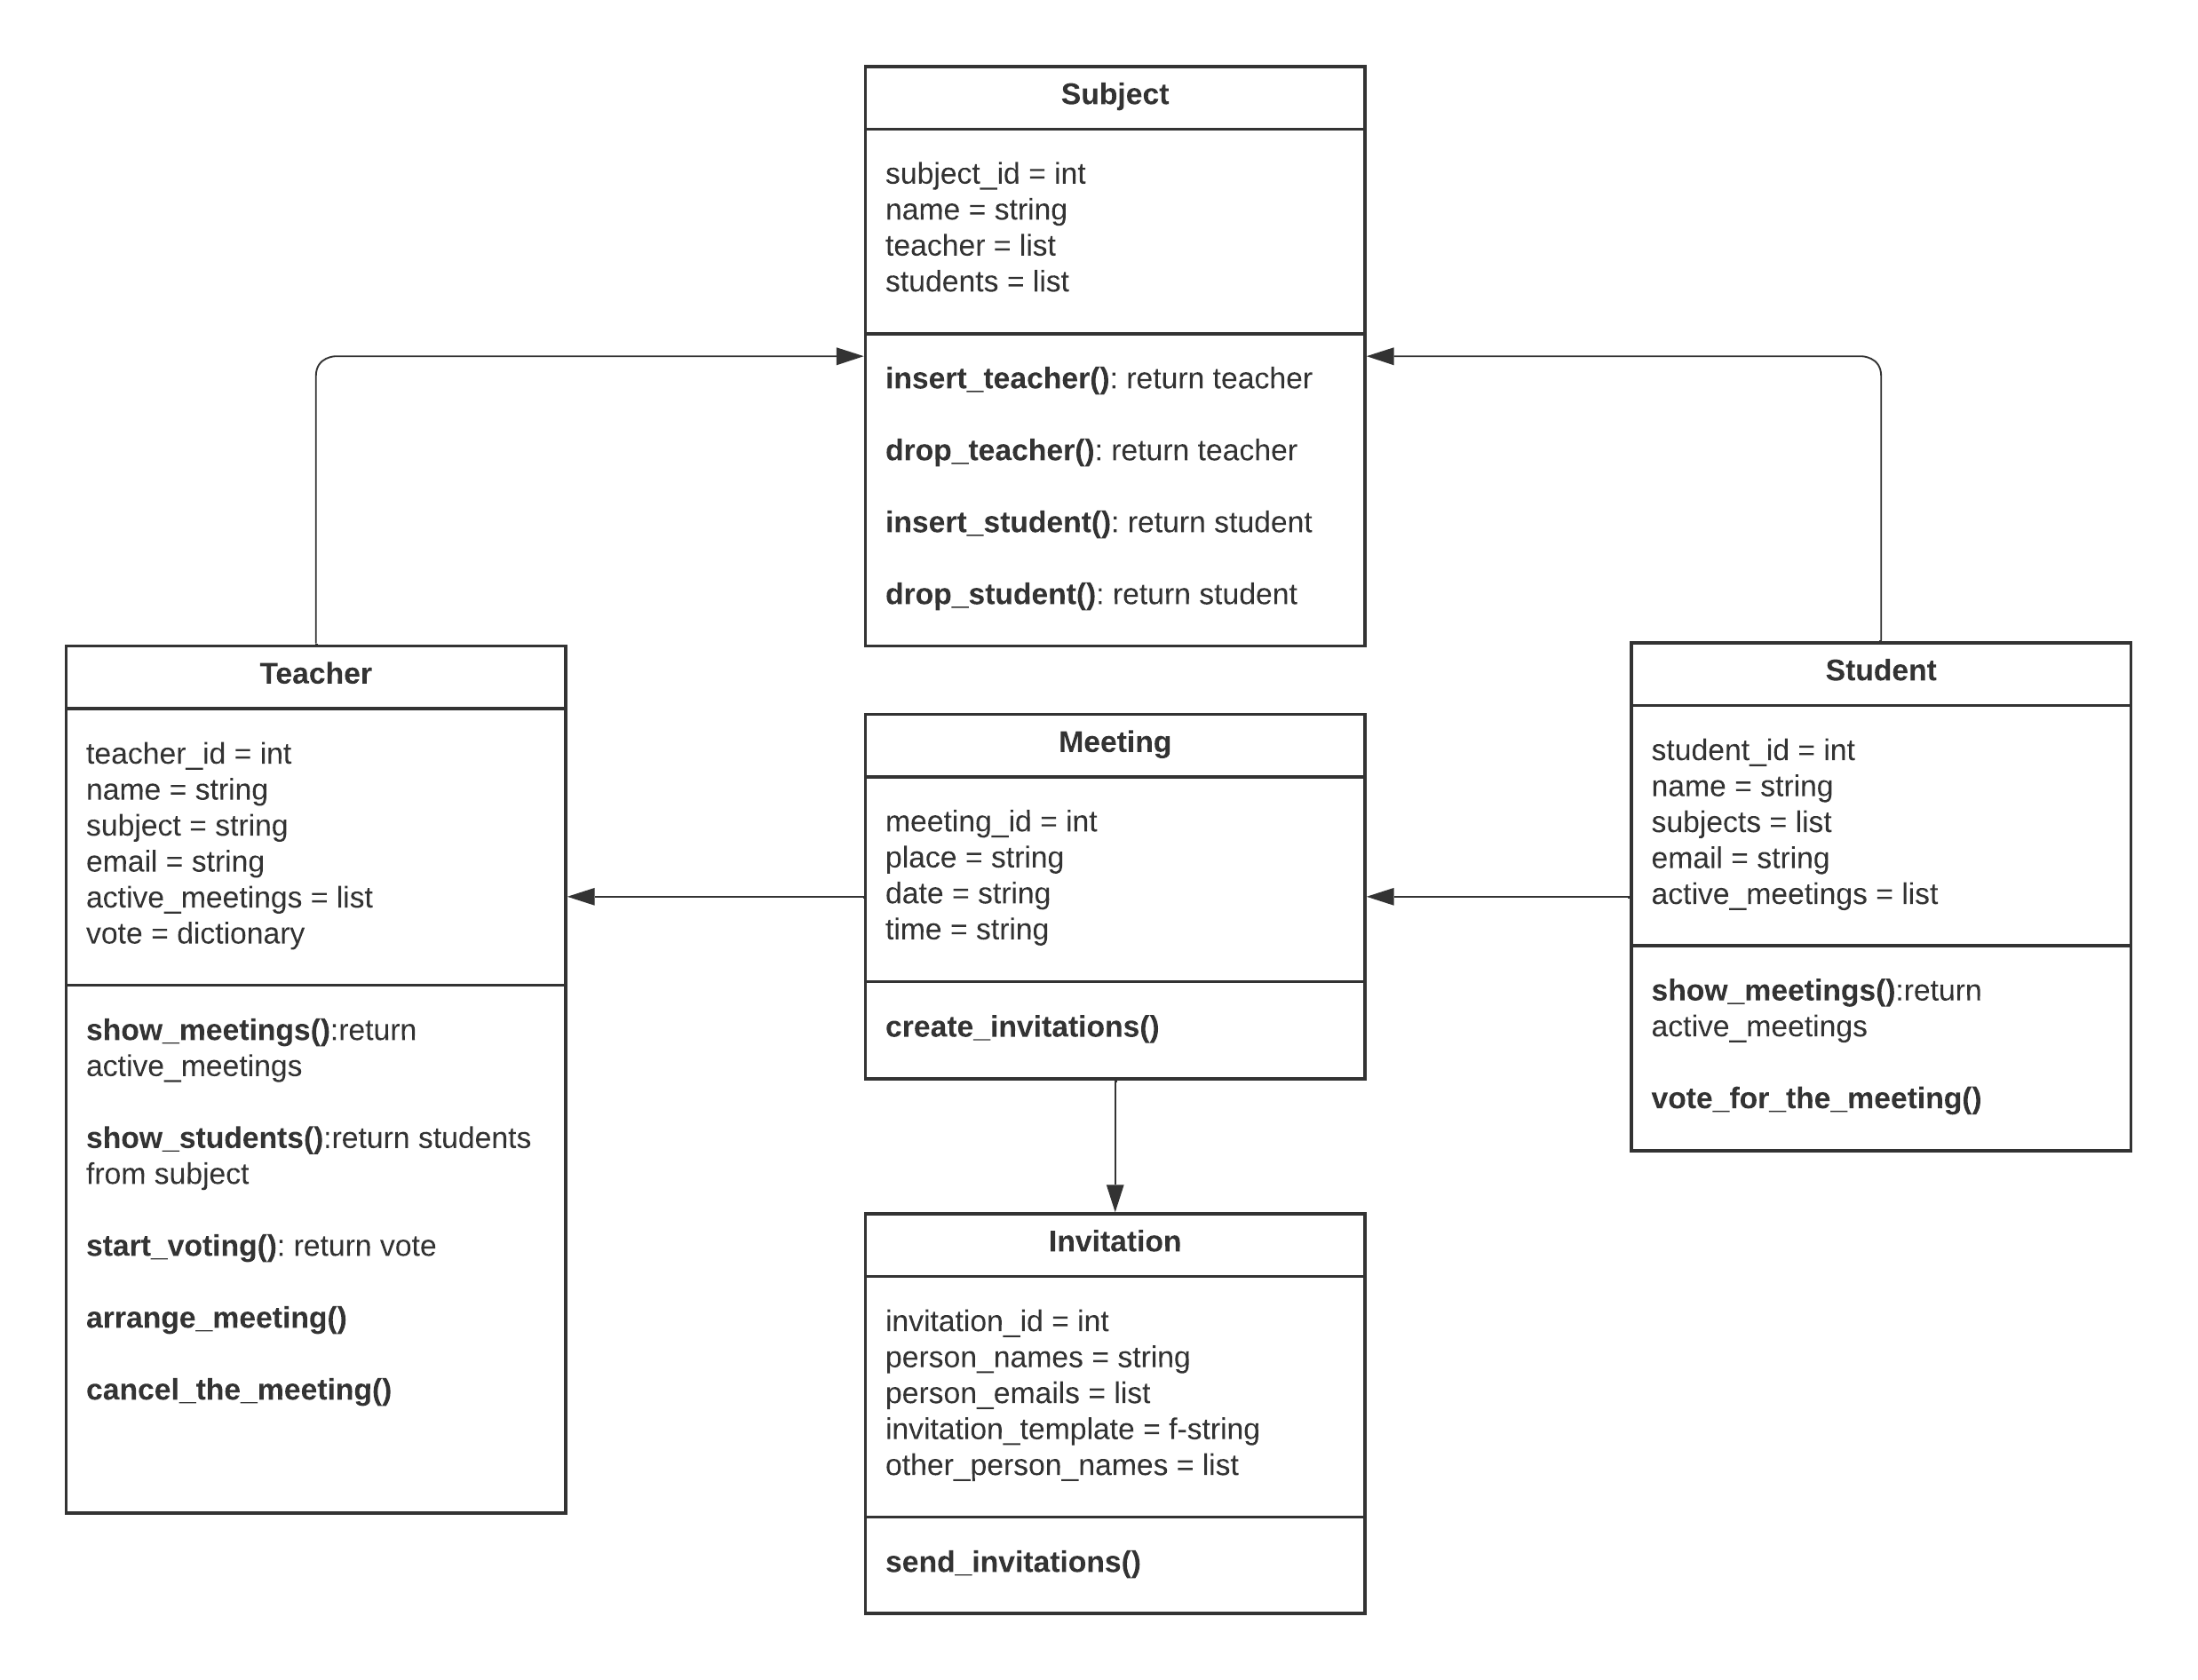 Subject
subject_id = int
name = string
teacher = list
students = list
insert_teacher(): return teacher
drop_teacher(): return teacher
insert_student(): return student
drop_student(): return student
Teacher
teacher_id = int
name = string
subject = string
email = string
active_meetings = list
vote = dictionary
show_meetings():return
active_meetings
show_students():return students
from subject
start_voting(): return vote
arrange_meeting()
cancel_the_meeting()
Meeting
meeting_id = int
place = string
date = string
time = string
create_invitations()
Student
student_id = int
name = string
subjects = list
email = string
active_meetings = list
show_meetings():return
active_meetings
vote_for_the_meeting()
Invitation
invitation_id = int
person_names = string
person_emails = list
invitation_template = f-string
other_person_names = list
send_invitations()